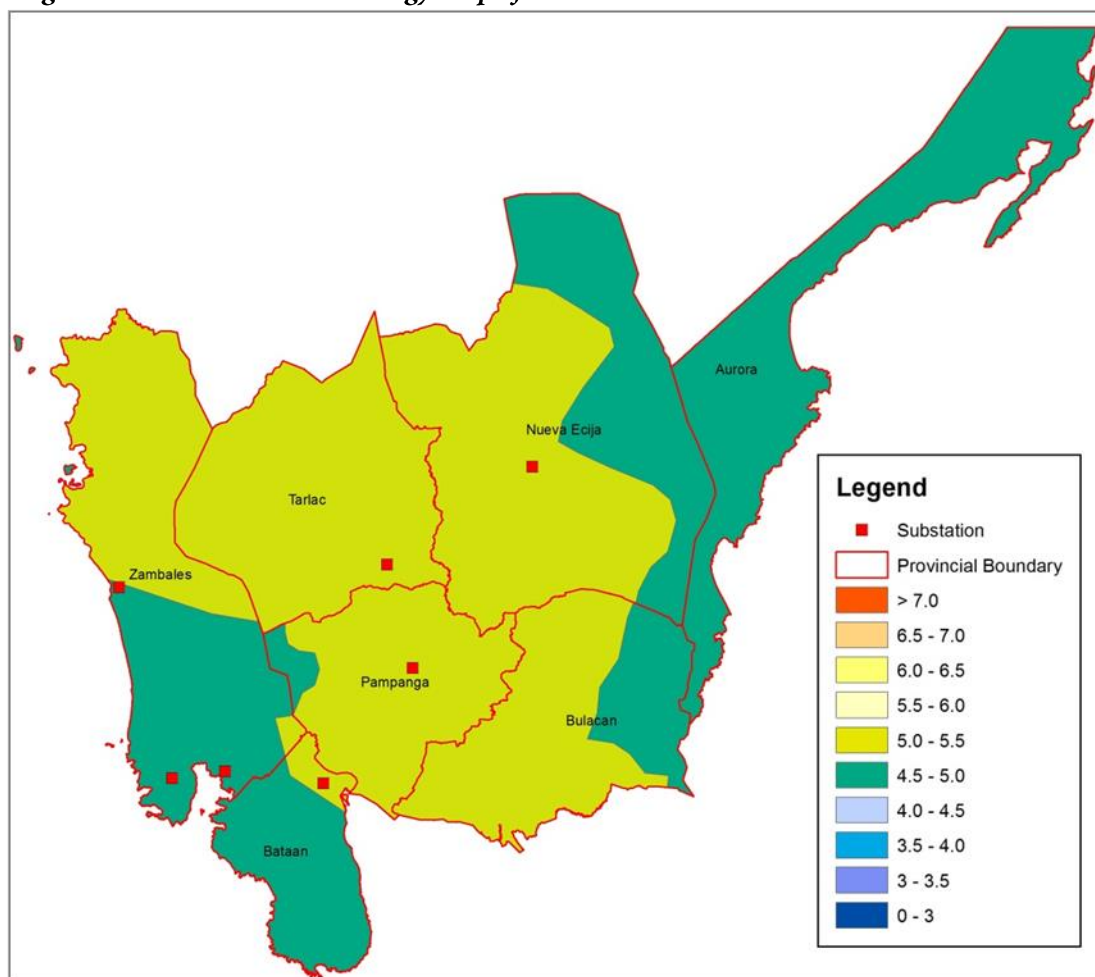 Aurora
Nueva Ecija
Tarlac
Zambales
Pampanga
Bulacan
Bataan
Legend
Substation
Provincial Boundary
> 7.0
6.5 - 7.0
6.0 - 6.5
5.5 - 6.0
5.0 - 5.5
4.5 - 5.0
4.0 - 4.5
3.5 - 4.0
3 - 3.5
0 - 3